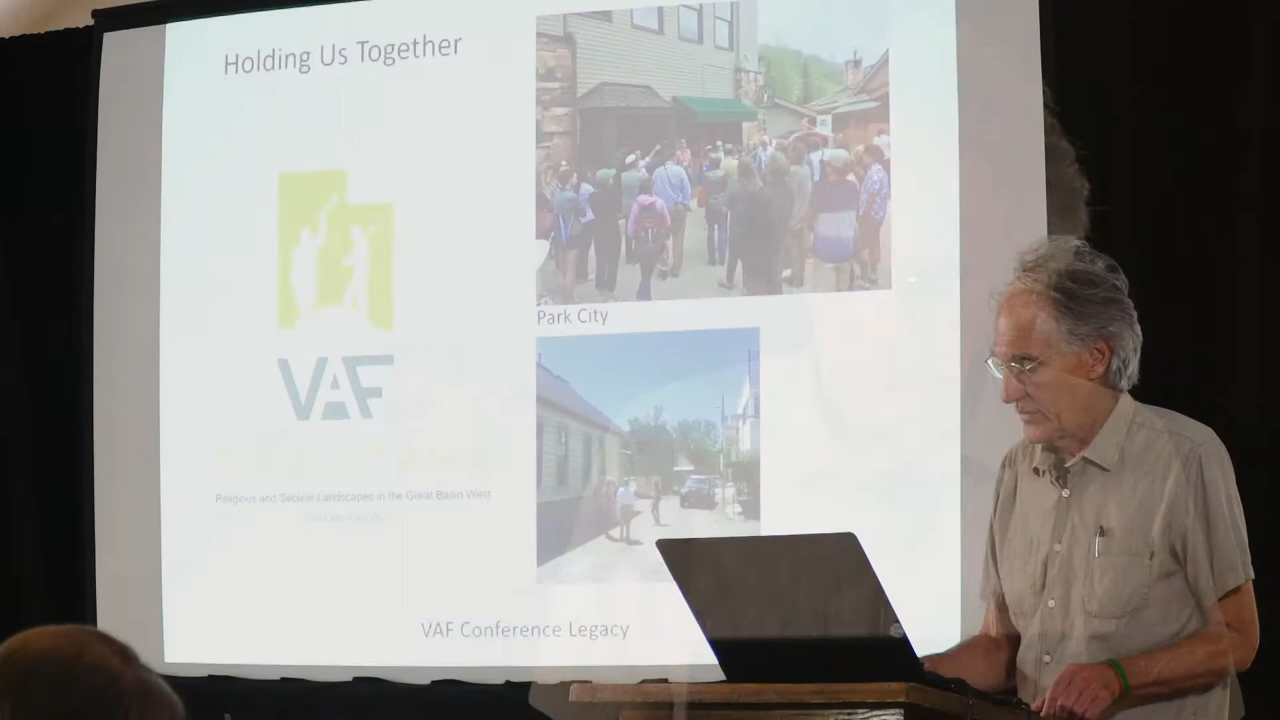 Holding Us Together
Park City
VAF
Religious and Secular Landscapes in the Great Basin West
VAF Conference Legacy